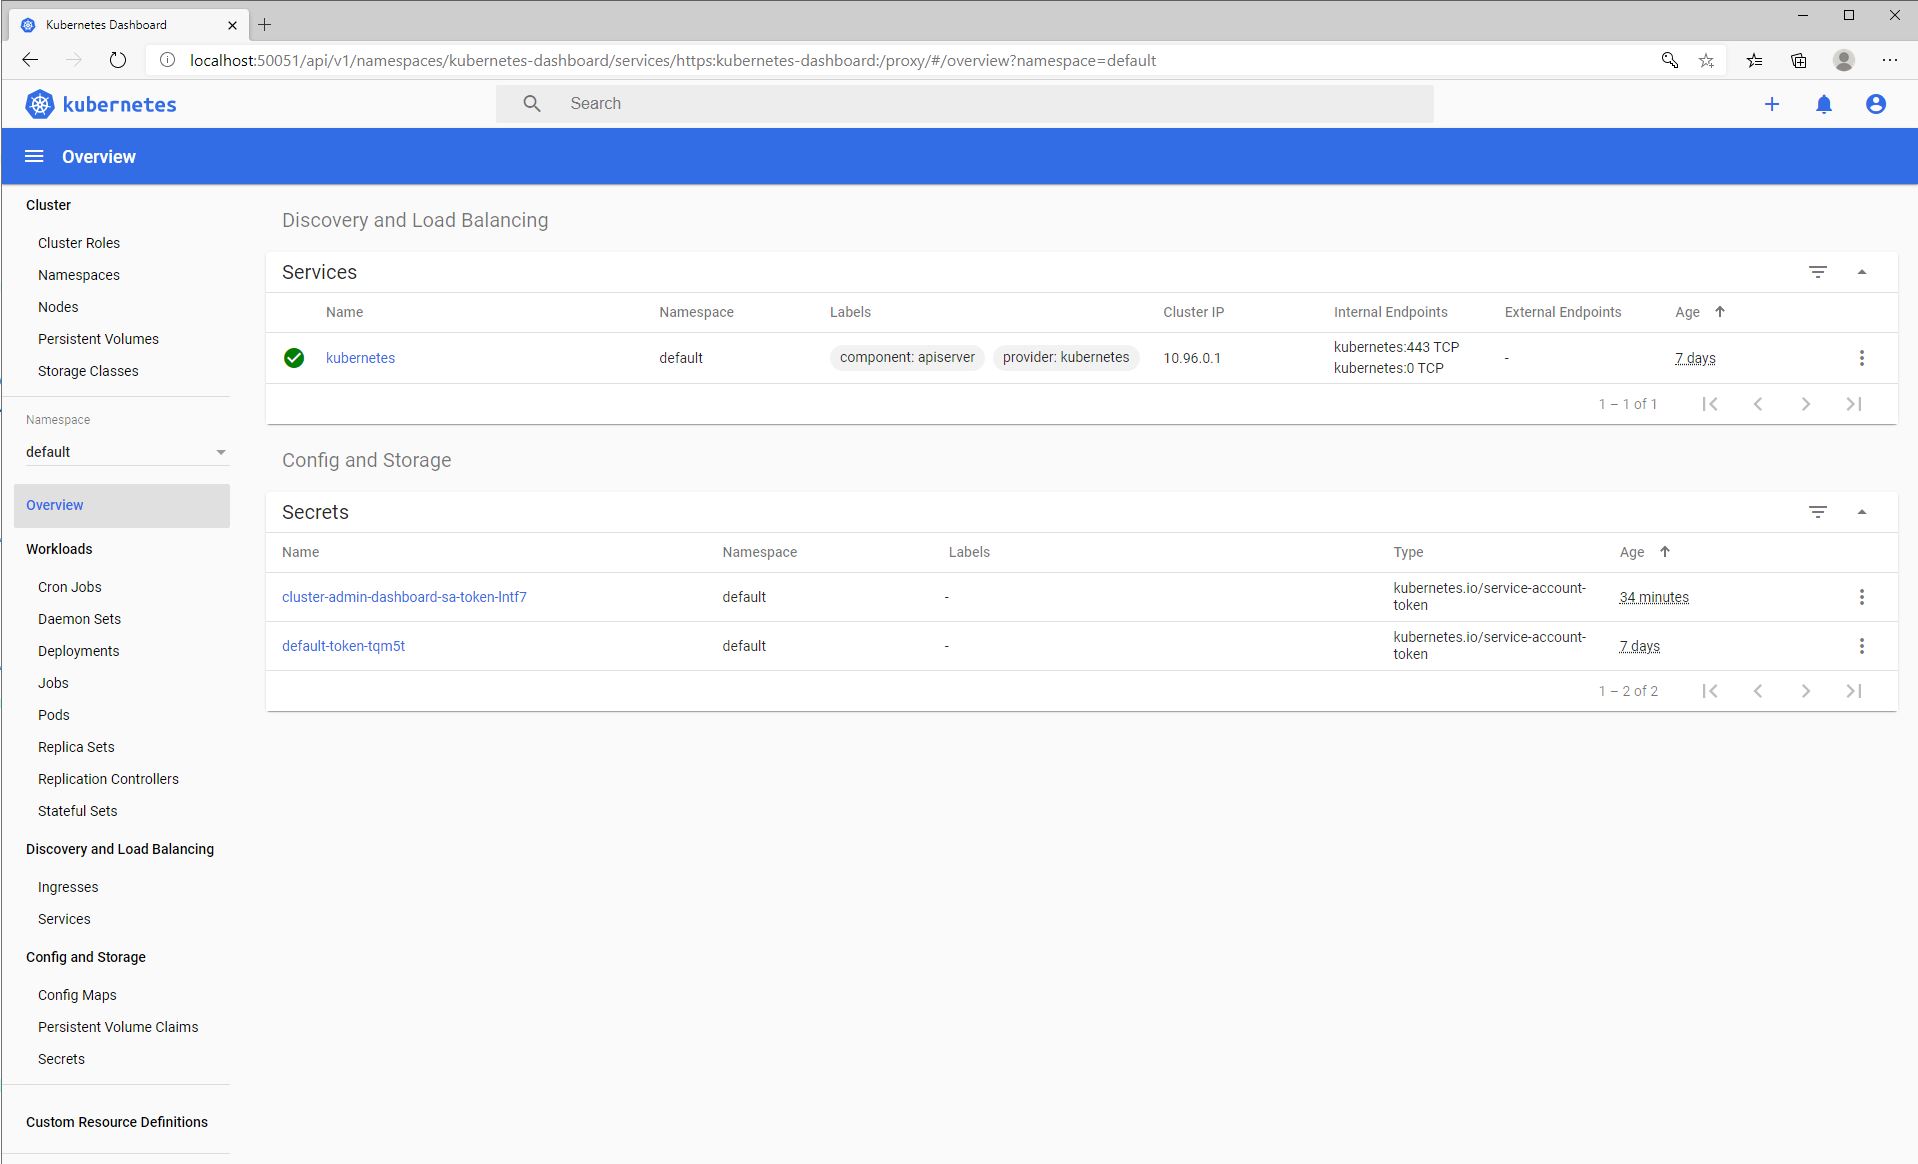 Kubernetes Dashboard
localhost:50051/api/v1/namespaces/kubernetes-dashboard/services/https:kubernetes-dashboard:/proxy/#/overview?namespace=default
kubernetes
Search
Overview
Cluster
Cluster Roles
Namespaces
Nodes
Persistent Volumes
Storage Classes
Namespace
default
Overview
Workloads
Cron Jobs
Daemon Sets
Deployments
Jobs
Pods
Replica Sets
Replication Controllers
Stateful Sets
Discovery and Load Balancing
Ingresses
Services
Config and Storage
Config Maps
Persistent Volume Claims
Secrets
Custom Resource Definitions
Discovery and Load Balancing
Services
Name Namespace Labels Cluster IP Internal Endpoints External Endpoints Age
kubernetes default component: apiserver provider: kubernetes 10.96.0.1 kubernetes:443 TCP - 7 days
kubernetes:0 TCP
1 – 1 of 1
Config and Storage
Secrets
Name Namespace Labels Type Age
cluster-admin-dashboard-sa-token-lntf7 default - kubernetes.io/service-account- 34 minutes
token
default-token-tqm5t default - kubernetes.io/service-account- 7 days
token
1 – 2 of 2